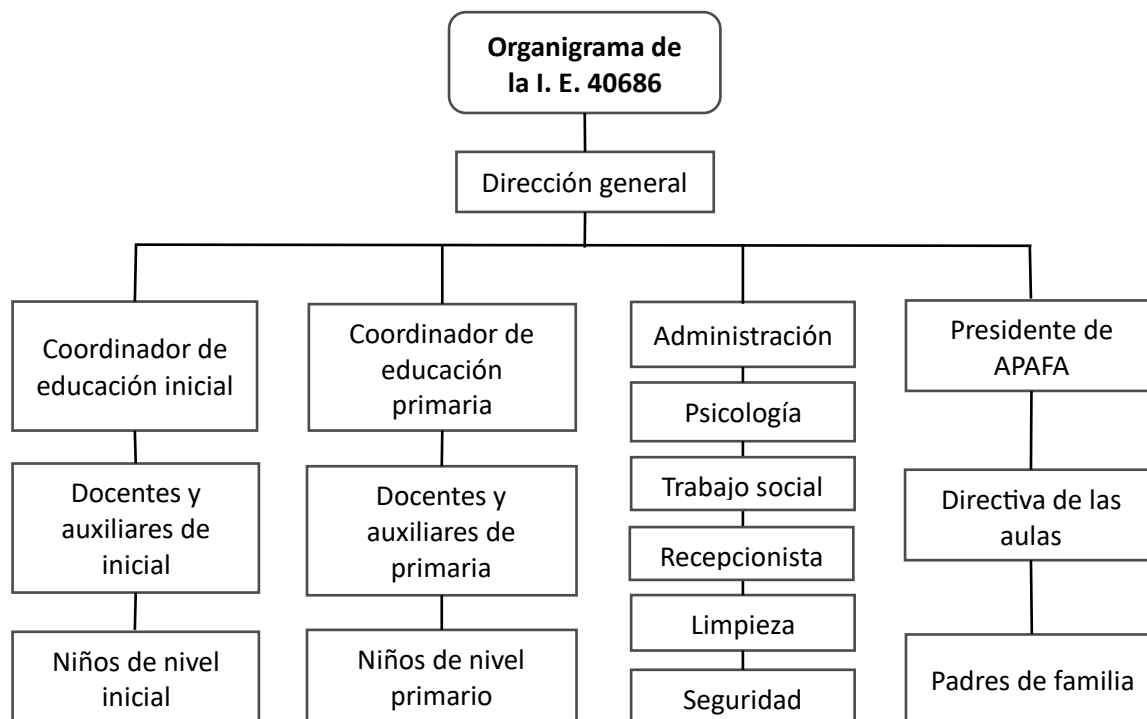 Organigrama de
la I. E. 40686
Dirección general
Coordinador de
educación inicial
Docentes y
auxiliares de
inicial
Niños de nivel
inicial
Coordinador de
educación
primaria
Docentes y
auxiliares de
primaria
Niños de nivel
primario
Administración
Psicología
Trabajo social
Recepcionista
Limpieza
Seguridad
Presidente de
APAFA
Directiva de las
aulas
Padres de familia